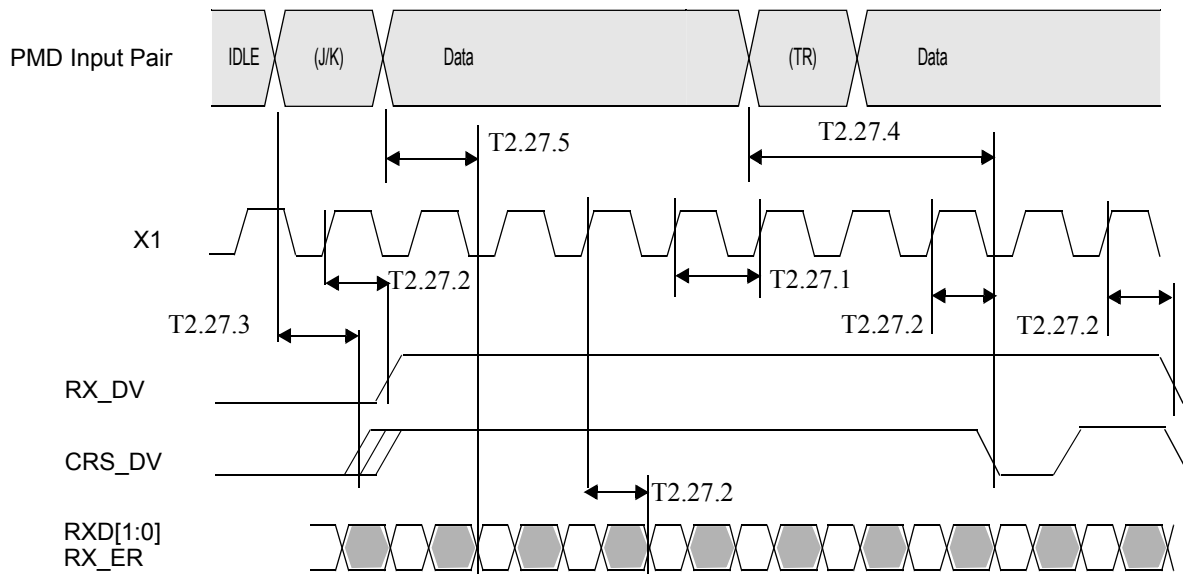 PMD Input Pair IDLE (J/K) Data (TR) Data
T2.27.5 T2.27.4
X1
T2.27.2 T2.27.1
T2.27.3 T2.27.2 T2.27.2
RX_DV
CRS_DV
T2.27.2
RXD[1:0]
RX_ER